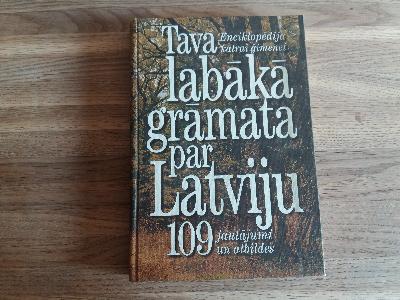 Tava
Enciklopēdija
katrai ģimenei
labākā
grāmata
par
Latviju
109
jautājumi
un atbildes